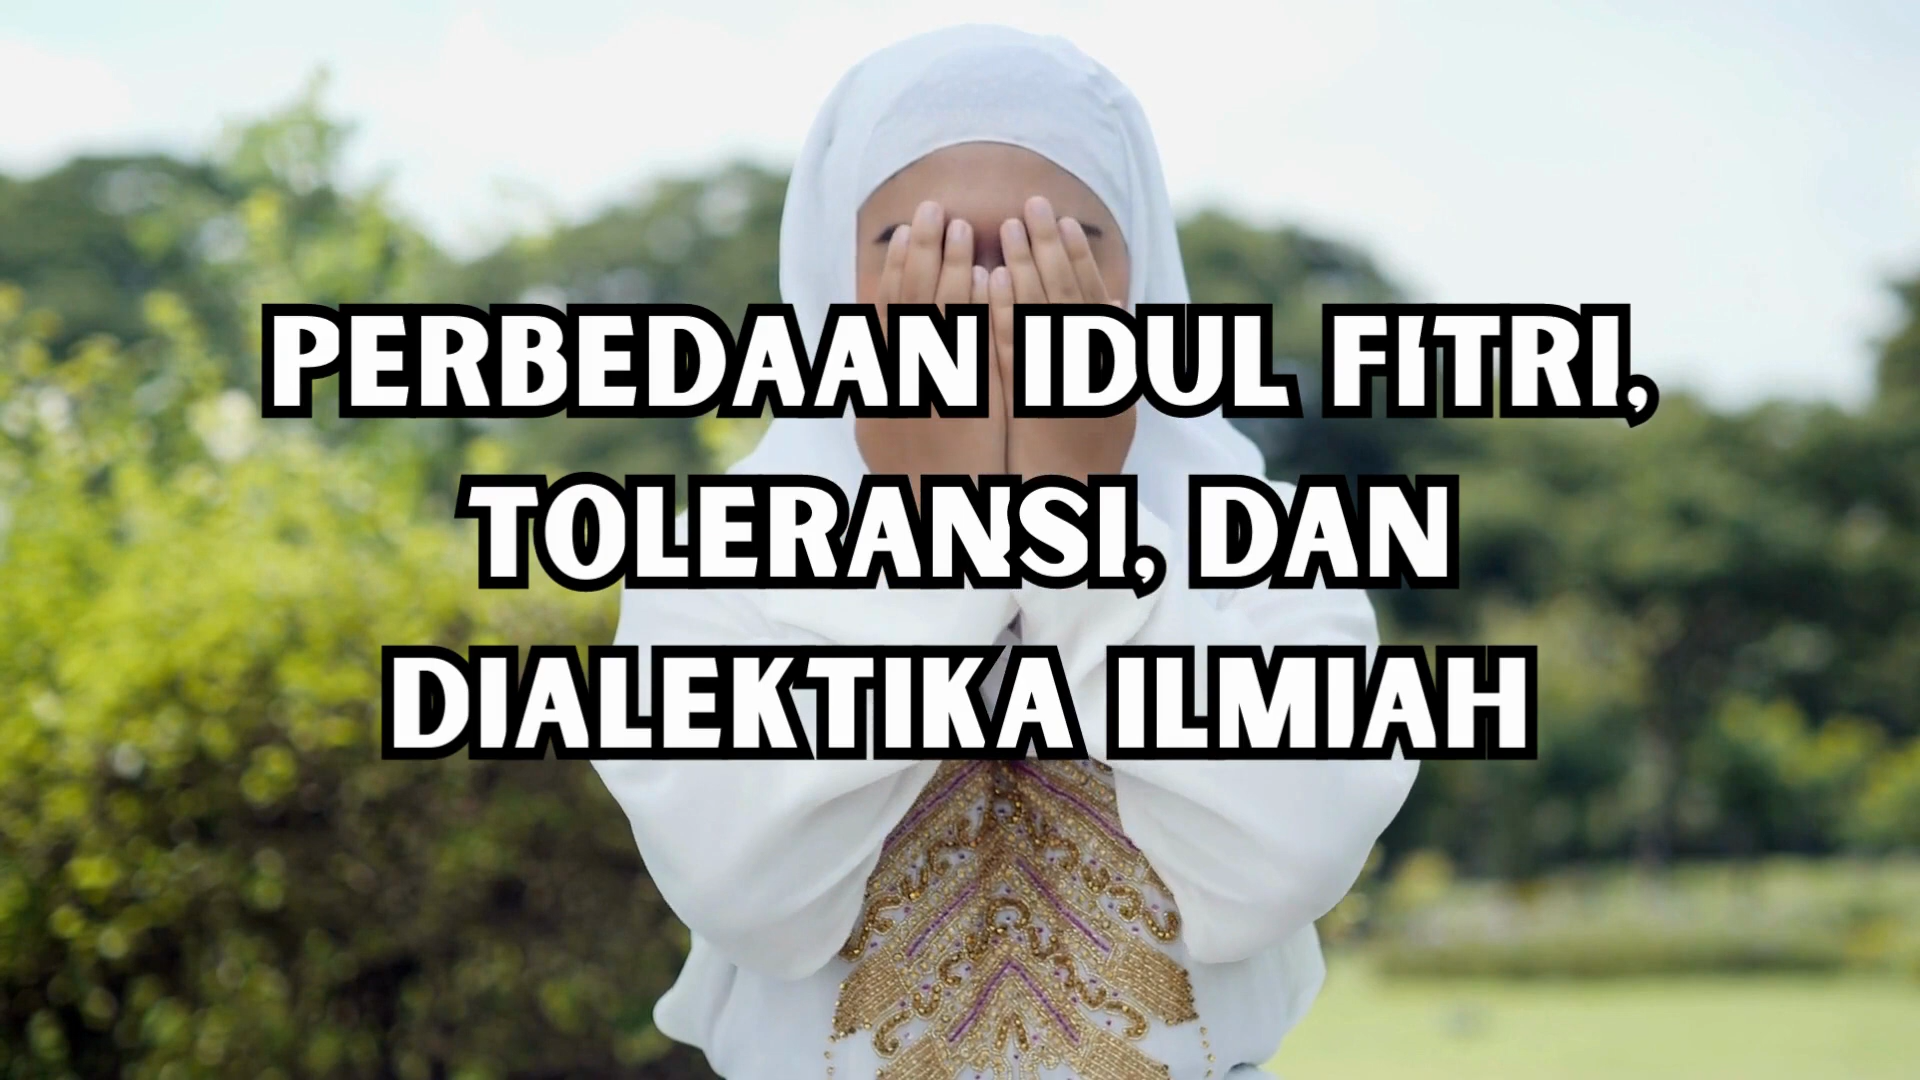 PERBEDAAN IDUL FITRI,
TOLERANSI, DAN
DIALEKTIKA ILMIAH